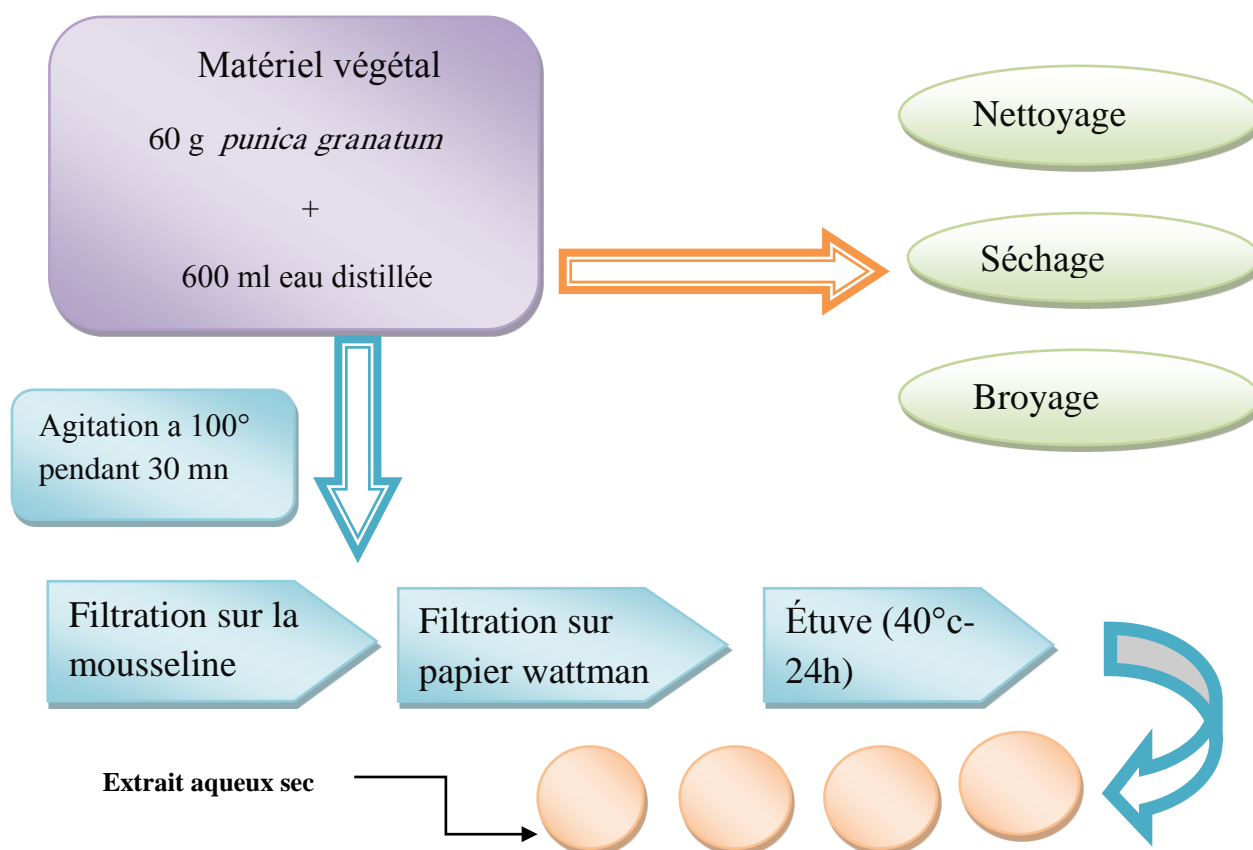 Matériel végétal
60 g punica granatum
+
600 ml eau distillée
Nettoyage
Séchage
Broyage
Agitation a 100°
pendant 30 mn
Filtration sur la
mousseline
Filtration sur
papier wattman
Étuve (40°c-
24h)
Extrait aqueux sec